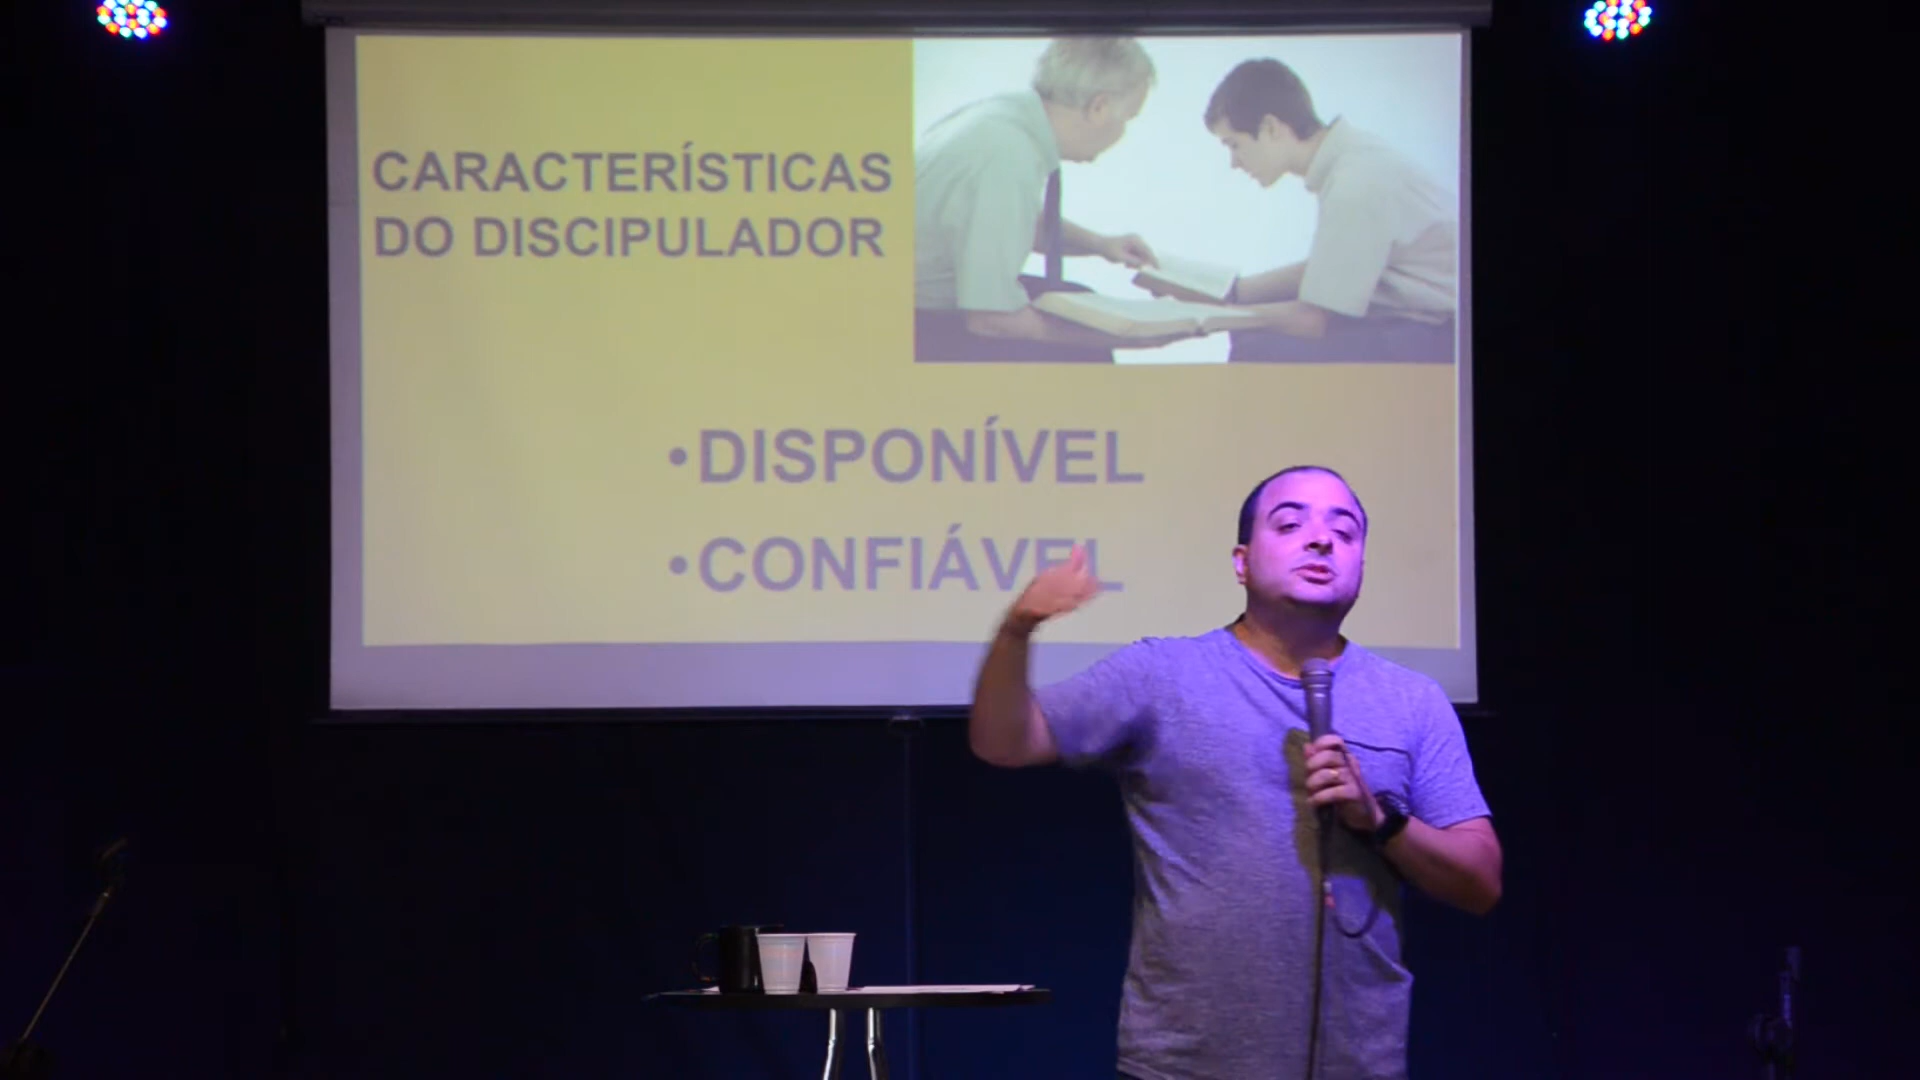 CARACTERÍSTICAS
DO DISCIPULADOR
•DISPONÍVEL
•CONFIÁVEL